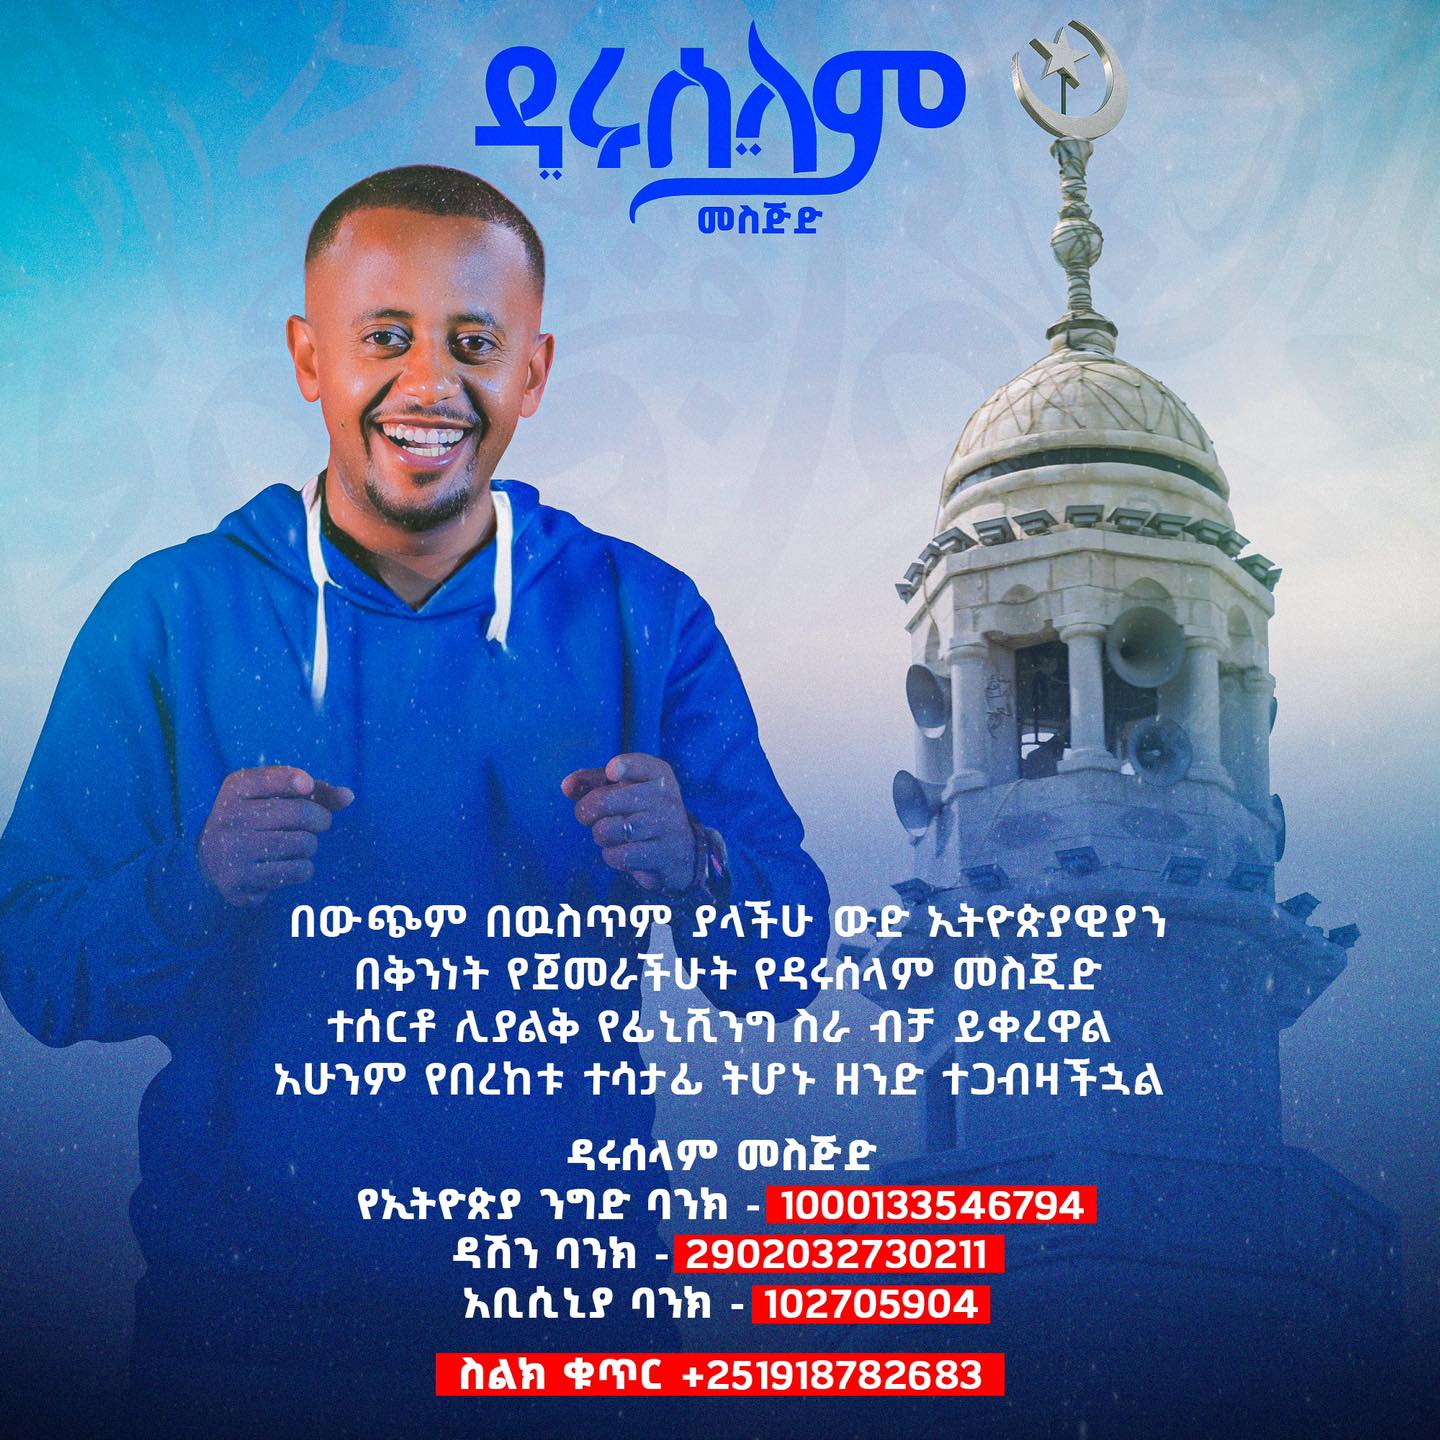 ዳሩሰላም
መስጅድ
በውጭም በዉስጥም ያላችሁ ውድ ኢትዮጵያዊያን
በቅንነት የጀመራችሁት የዳሩሰላም መስጂድ
ተሰርቶ ሊያልቅ የፊኒሺንግ ስራ ብቻ ይቀረዋል
አሁንም የበረከቱ ተሳታፊ ትሆኑ ዘንድ ተጋብዛችኋል
ዳሩሰላም መስጅድ
የኢትዮጵያ ንግድ ባንክ - 1000133546794
ዳሽን ባንክ - 2902032730211
አቢሲኒያ ባንክ - 102705904
ስልክ ቁጥር +251918782683